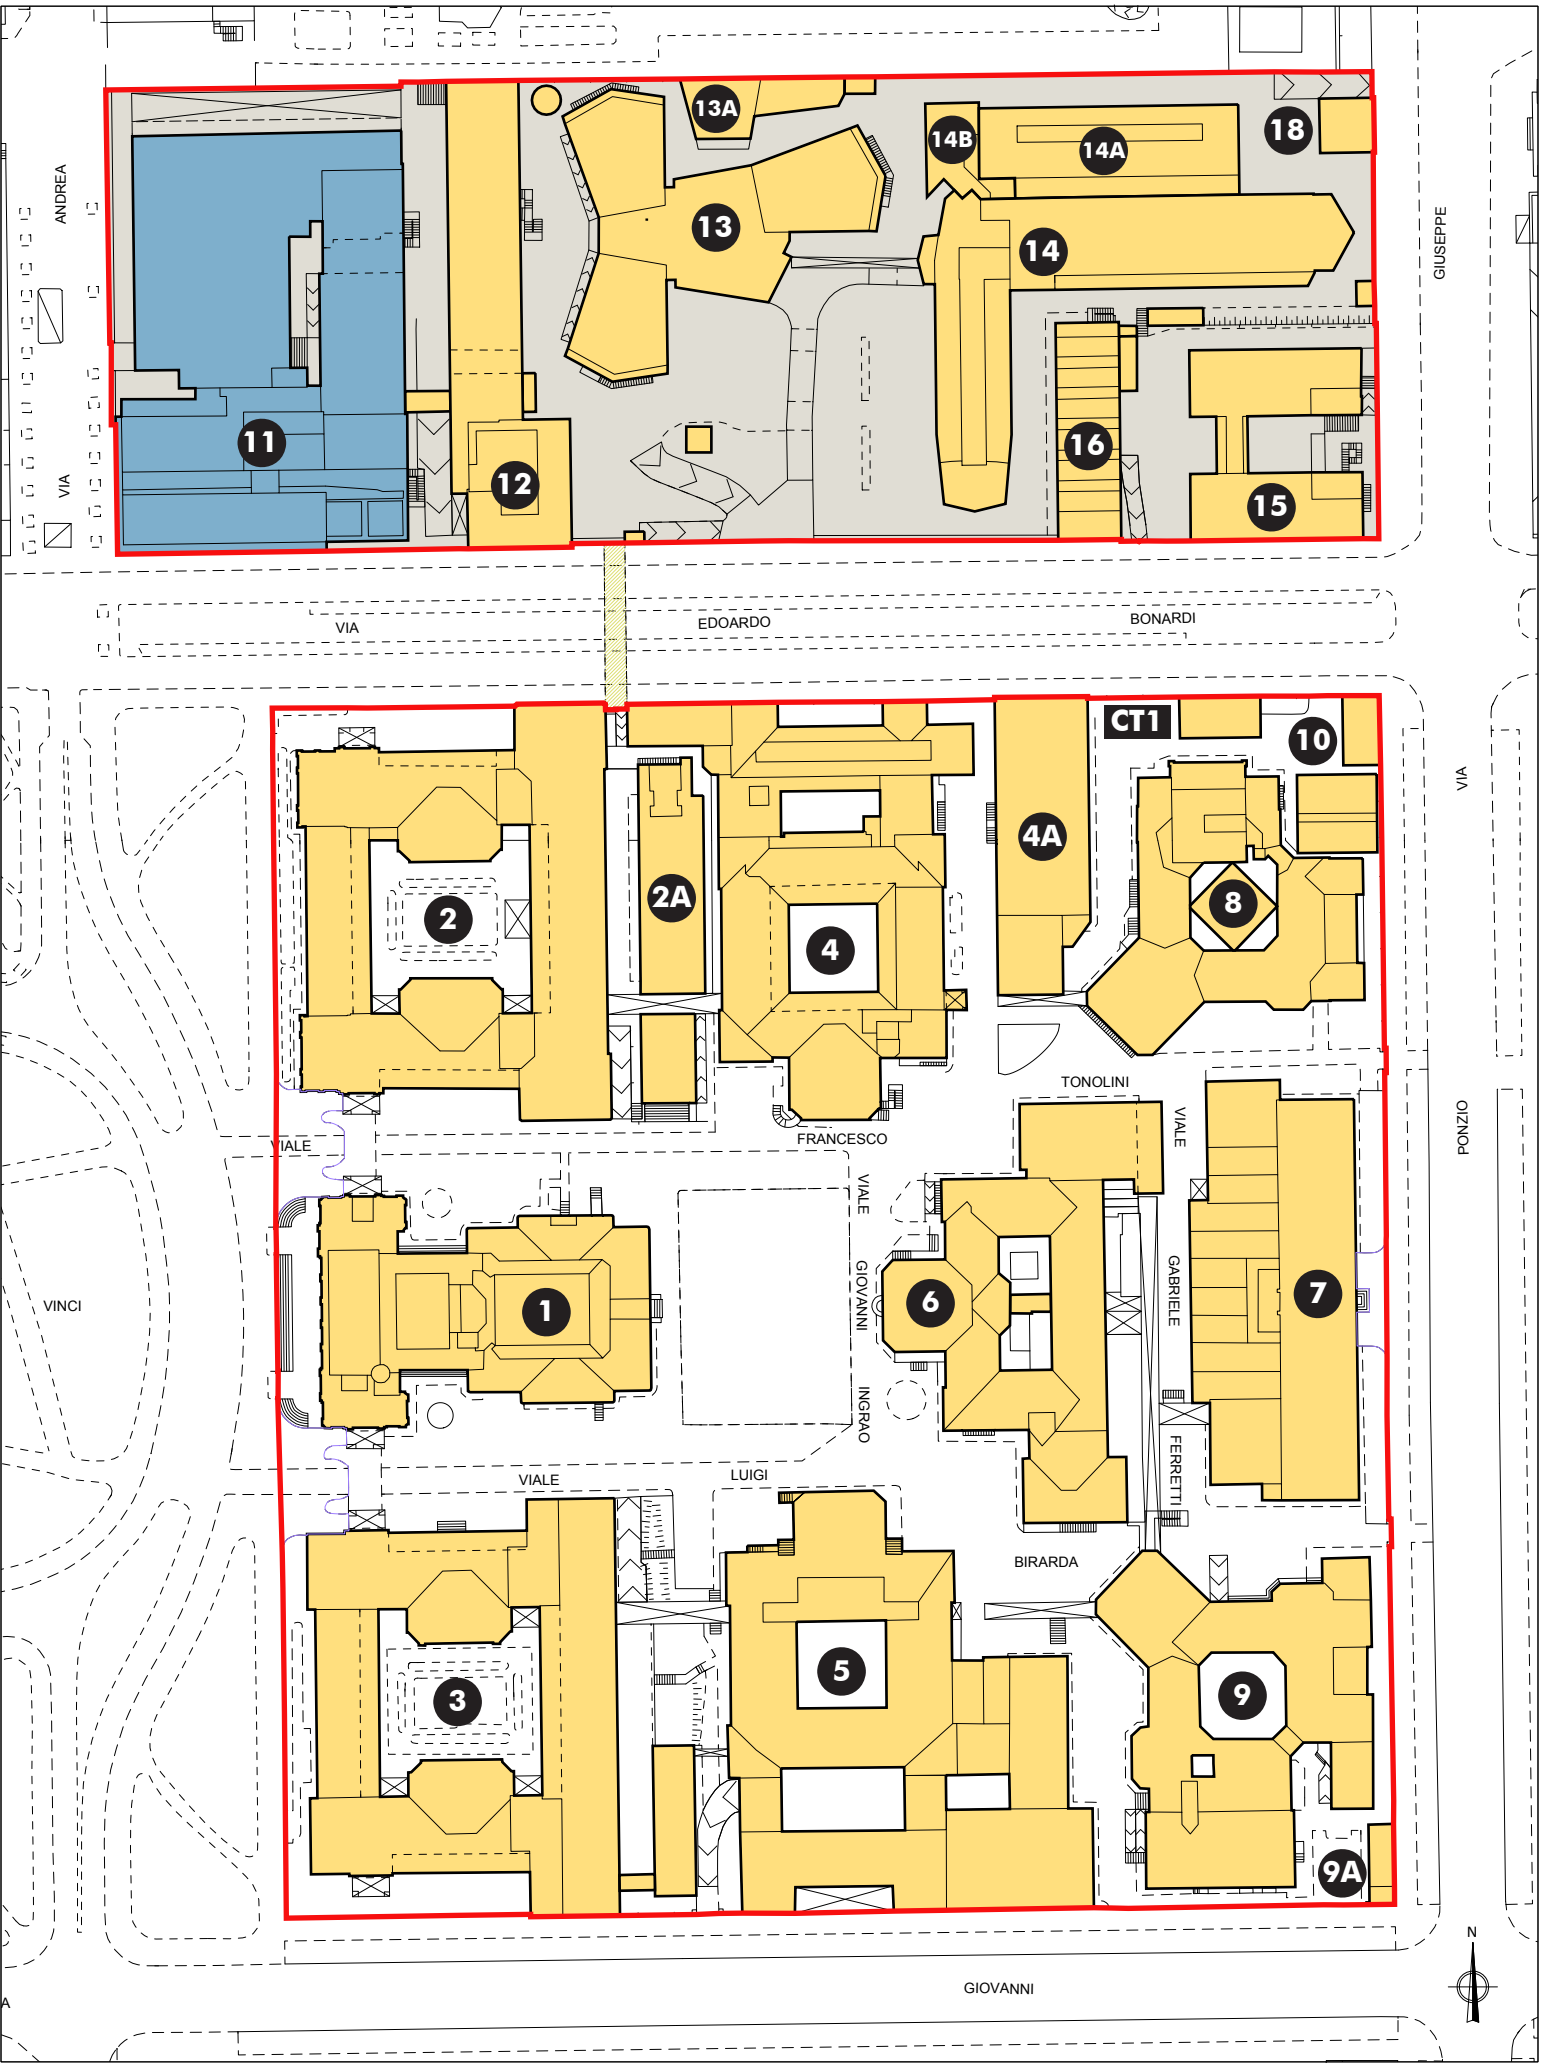 13A
18
14B
14A
ANDREA
GIUSEPPE
13
14
11
16
12
15
VIA
VIA
EDOARDO
BONARDI
CT1
10
VIA
4A
2A
2
8
4
TONOLINI
PONZIO
VIALE
FRANCESCO
VIALE
VIALE
GABRIELE
7
VINCI
1
6
GIOVANNI
INGRAO
FERRETTI
VIALE
LUIGI
BIRARDA
5
3
9
9A
N
GIOVANNI
A